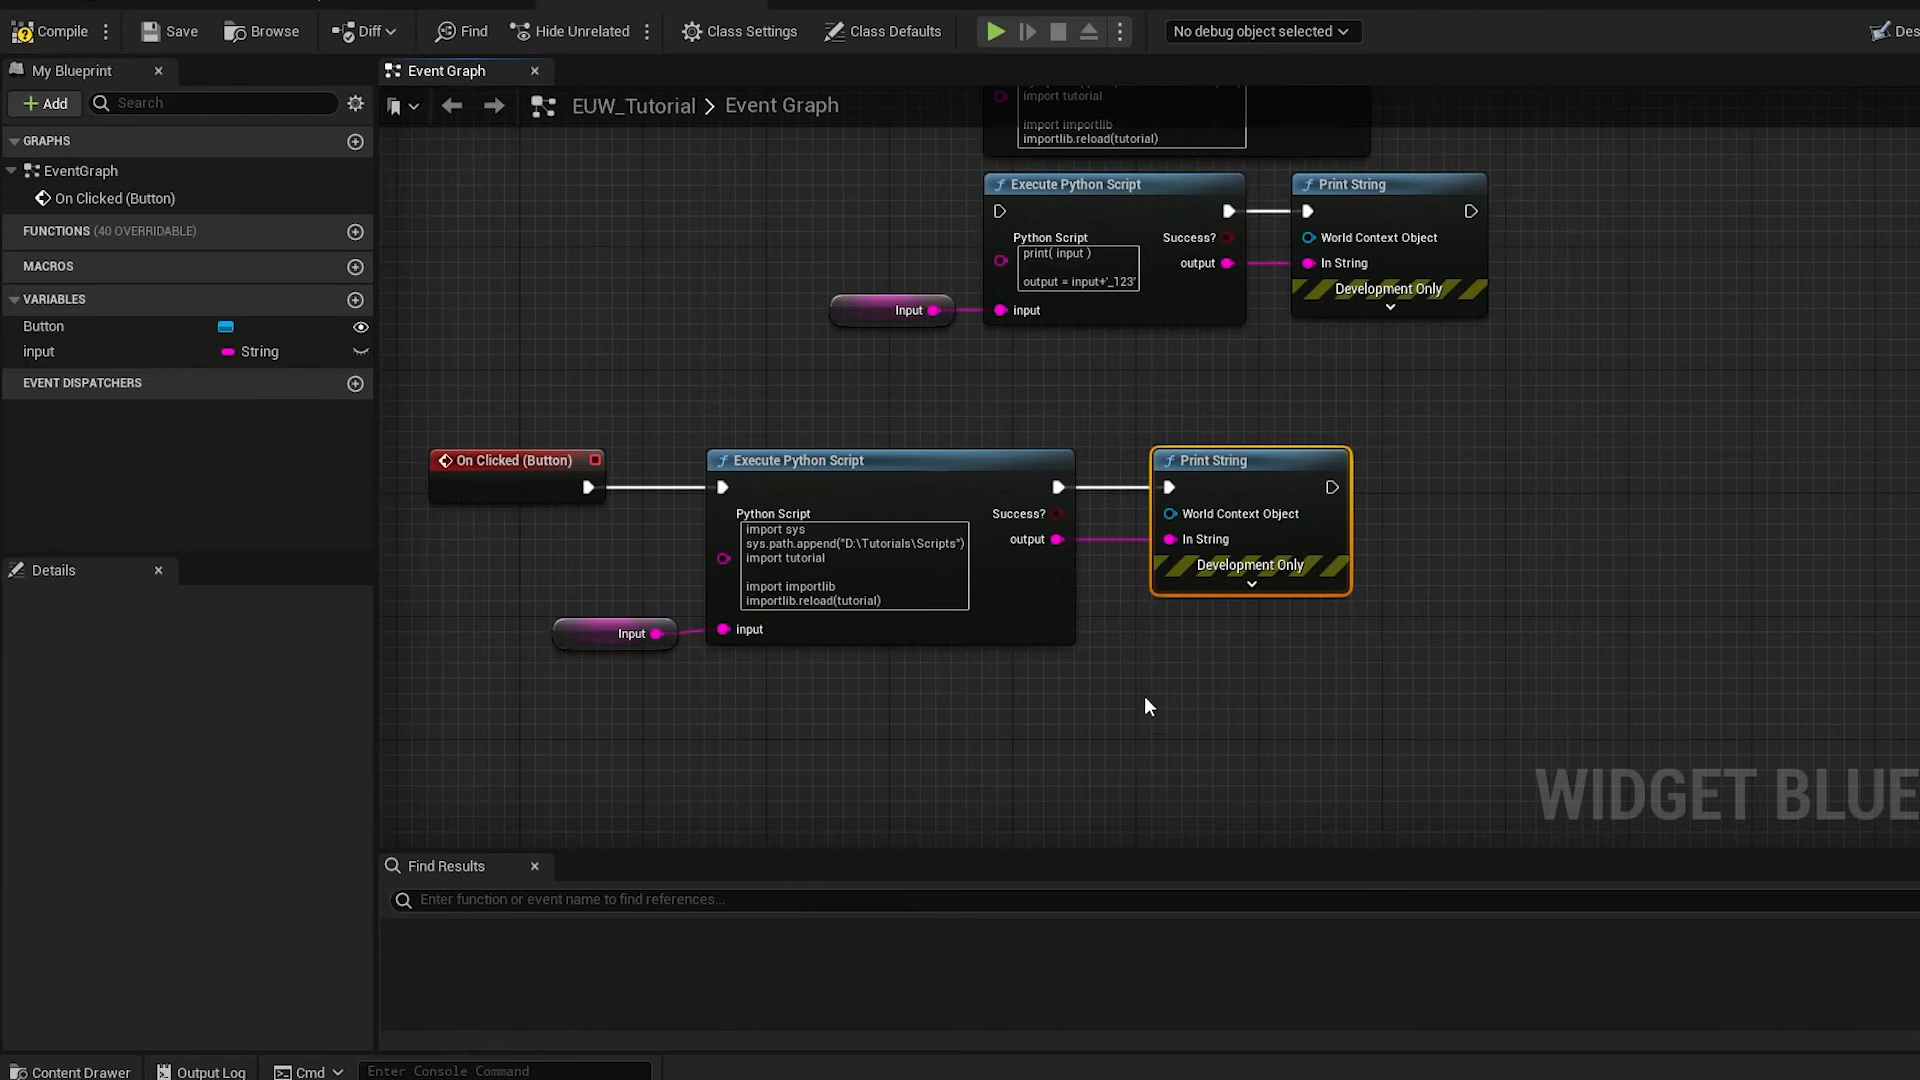 Compile
Save
Browse
Diff
Find
Hide Unrelated
Class Settings
Class Defaults
No debug object selected
Des
My Blueprint
Event Graph
Add
Search
EUW_Tutorial > Event Graph
GRAPHS
EventGraph
On Clicked (Button)
FUNCTIONS (40 OVERRIDABLE)
MACROS
VARIABLES
Button
input
String
EVENT DISPATCHERS
Details
import tutorial
import importlib
importlib.reload(tutorial)
Execute Python Script
Python Script
print( input )
output = input+'_123'
Success?
output
input
Input
Print String
World Context Object
In String
Development Only
On Clicked (Button)
Execute Python Script
Python Script
import sys
sys.path.append("D:\Tutorials\Scripts")
import tutorial
import importlib
importlib.reload(tutorial)
Success?
output
input
Input
Print String
World Context Object
In String
Development Only
WIDGET BLUE
Find Results
Enter function or event name to find references...
Content Drawer
Output Log
Cmd
Enter Console Command